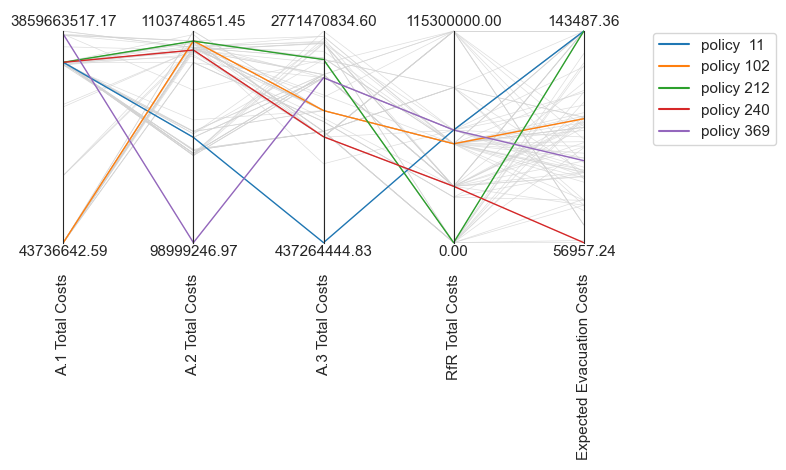 3859663517.17 1103748651.45 2771470834.60 115300000.00 143487.36
policy 11
policy 102
policy 212
policy 240
policy 369
43736642.59 98999246.97 437264444.83 0.00 56957.24
A.1 Total Costs
A.2 Total Costs
A.3 Total Costs
RfR Total Costs
Expected Evacuation Costs